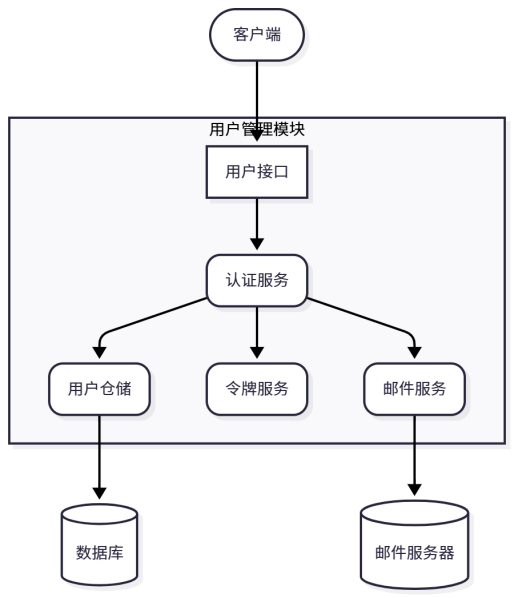 客户端
用户管理模块
用户接口
认证服务
用户仓储
令牌服务
邮件服务
数据库
邮件服务器